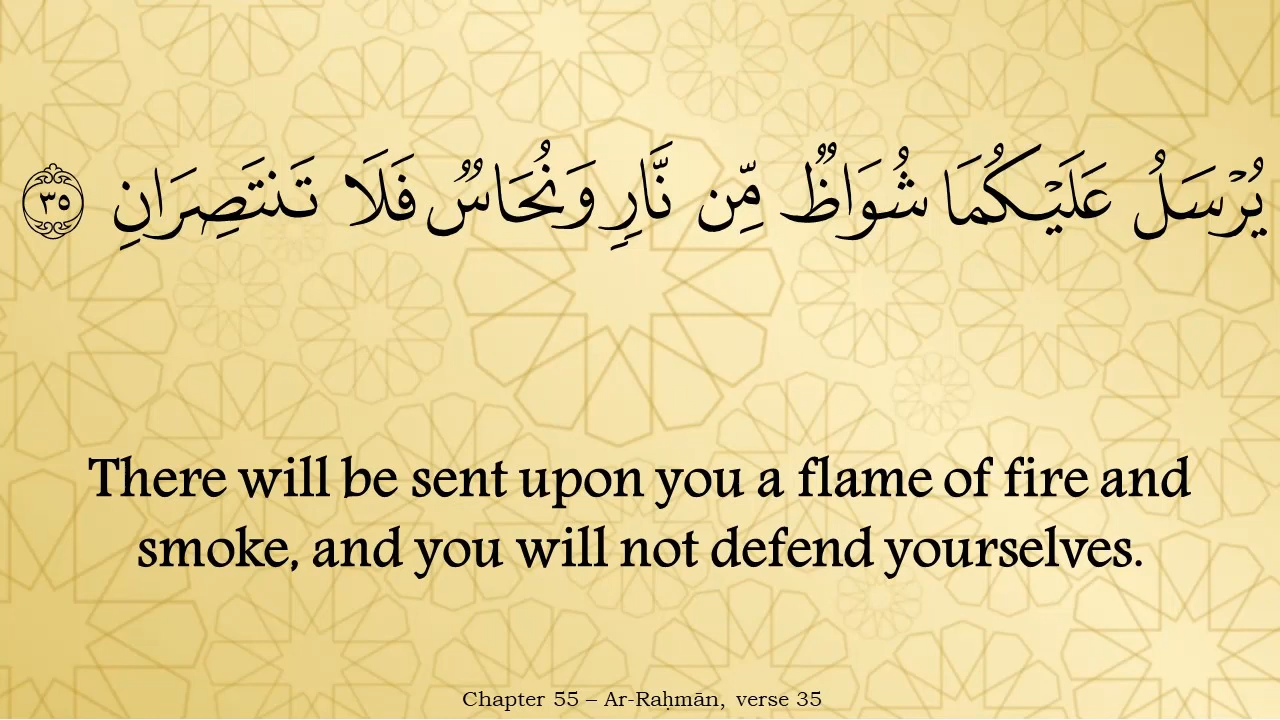 يُرْسَلُ عَلَيْكُمَا شُوَاظٌ مِّن نَّارٍ وَنُحَاسٌ فَلَا تَنتَصِرَانِ ٣٥
There will be sent upon you a flame of fire and
smoke, and you will not defend yourselves.
Chapter 55 – Ar-Raḥmān, verse 35